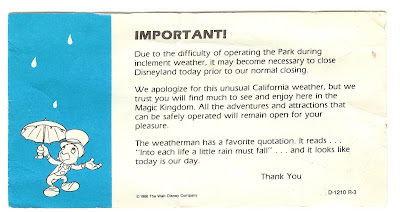 IMPORTANT!
Due to the difficulty of operating the Park during
inclement weather, it may become necessary to close
Disneyland today prior to our normal closing.
We apologize for this unusual California weather, but we
trust you will find much to see and enjoy here in the
Magic Kingdom. All the adventures and attractions that
can be safely operated will remain open for your
pleasure.
The weatherman has a favorite quotation. It reads . . .
"Into each life a little rain must fall" . . . and it looks like
today is our day.
Thank You
The Walt Disney Company
D-1210 R-3